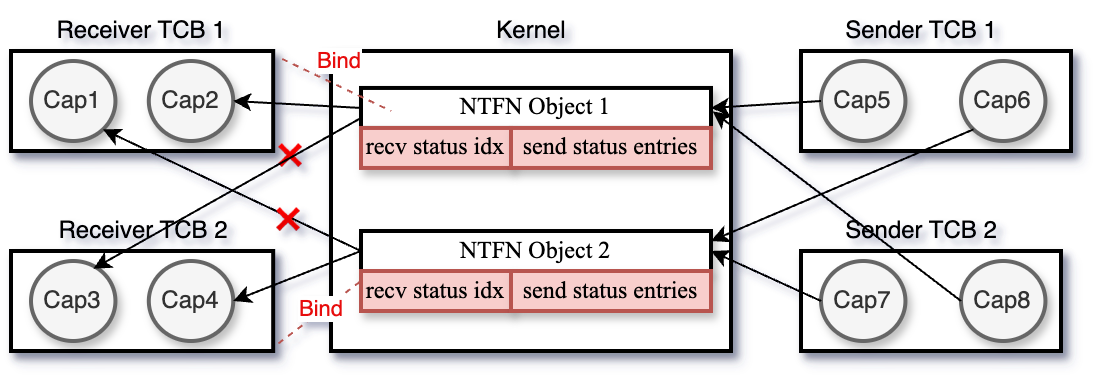 Receiver TCB 1
Kernel
Sender TCB 1
Bind
Cap1
Cap2
NTFN Object 1
Cap5
Cap6
recv status idx
send status entries
Receiver TCB 2
Sender TCB 2
NTFN Object 2
Cap3
Cap4
recv status idx
send status entries
Cap7
Cap8
Bind